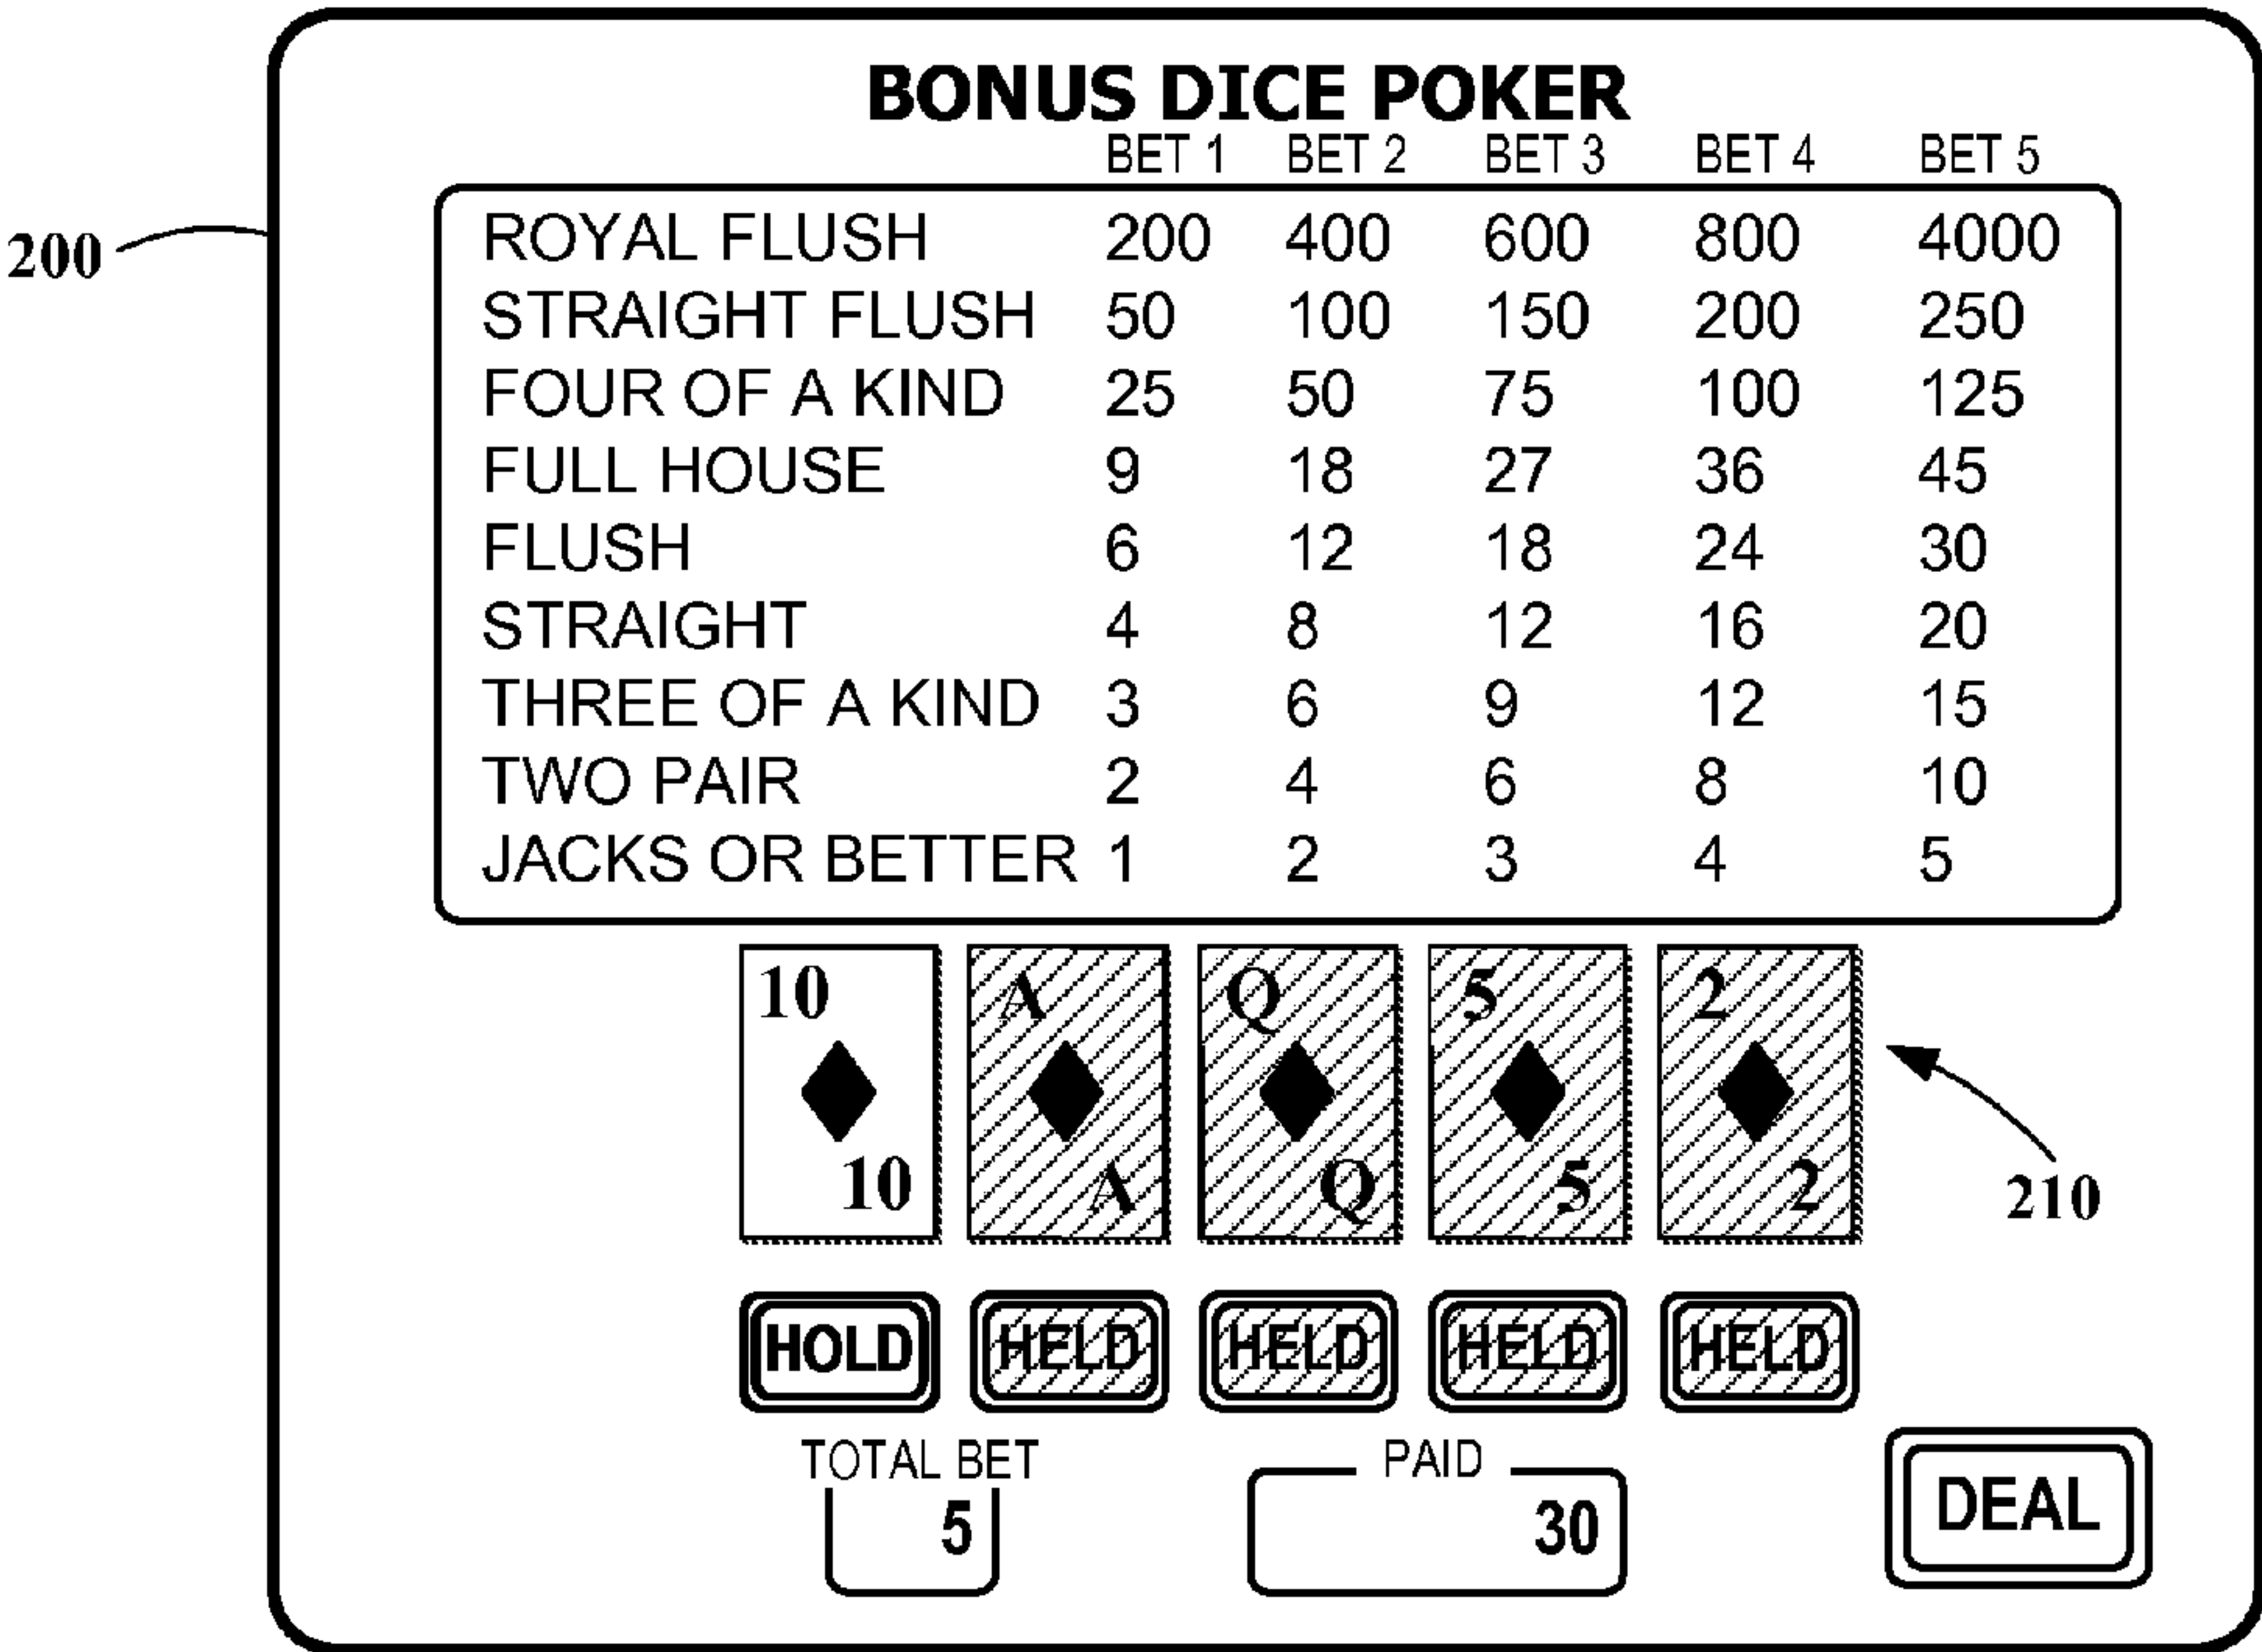 BONUS DICE POKER
BET 1 BET 2 BET 3 BET 4 BET 5
200
ROYAL FLUSH 200 400 600 800 4000
STRAIGHT FLUSH 50 100 150 200 250
FOUR OF A KIND 25 50 75 100 125
FULL HOUSE 9 18 27 36 45
FLUSH 6 12 18 24 30
STRAIGHT 4 8 12 16 20
THREE OF A KIND 3 6 9 12 15
TWO PAIR 2 4 6 8 10
JACKS OR BETTER 1 2 3 4 5
10 A Q 5 2
10 A Q 5 2
210
HOLD HELD HELD HELD HELD
TOTAL BET PAID
5 30 DEAL